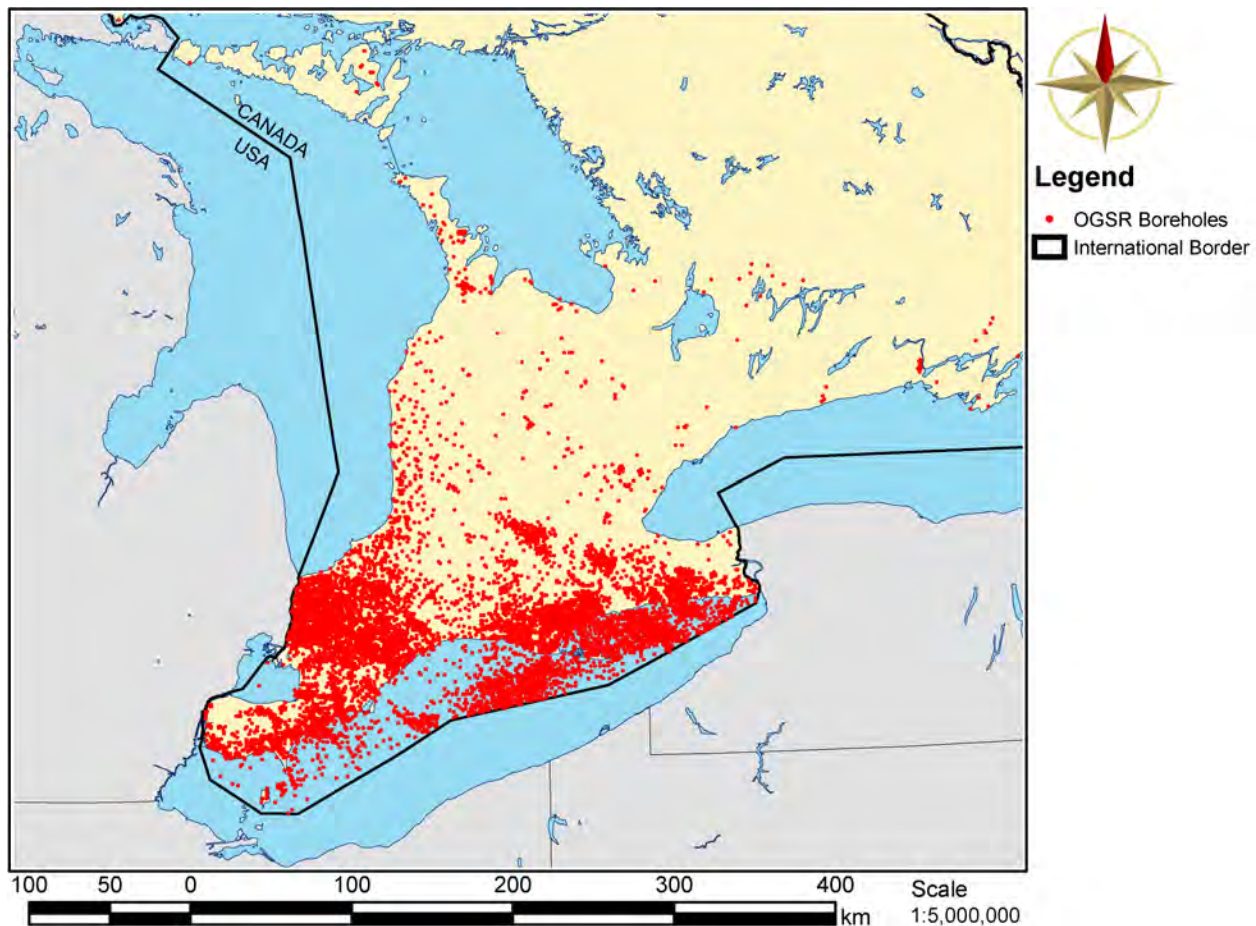 CANADA
USA
Legend
OGSR Boreholes
International Border
100 50 0 100 200 300 400
km
Scale
1:5,000,000